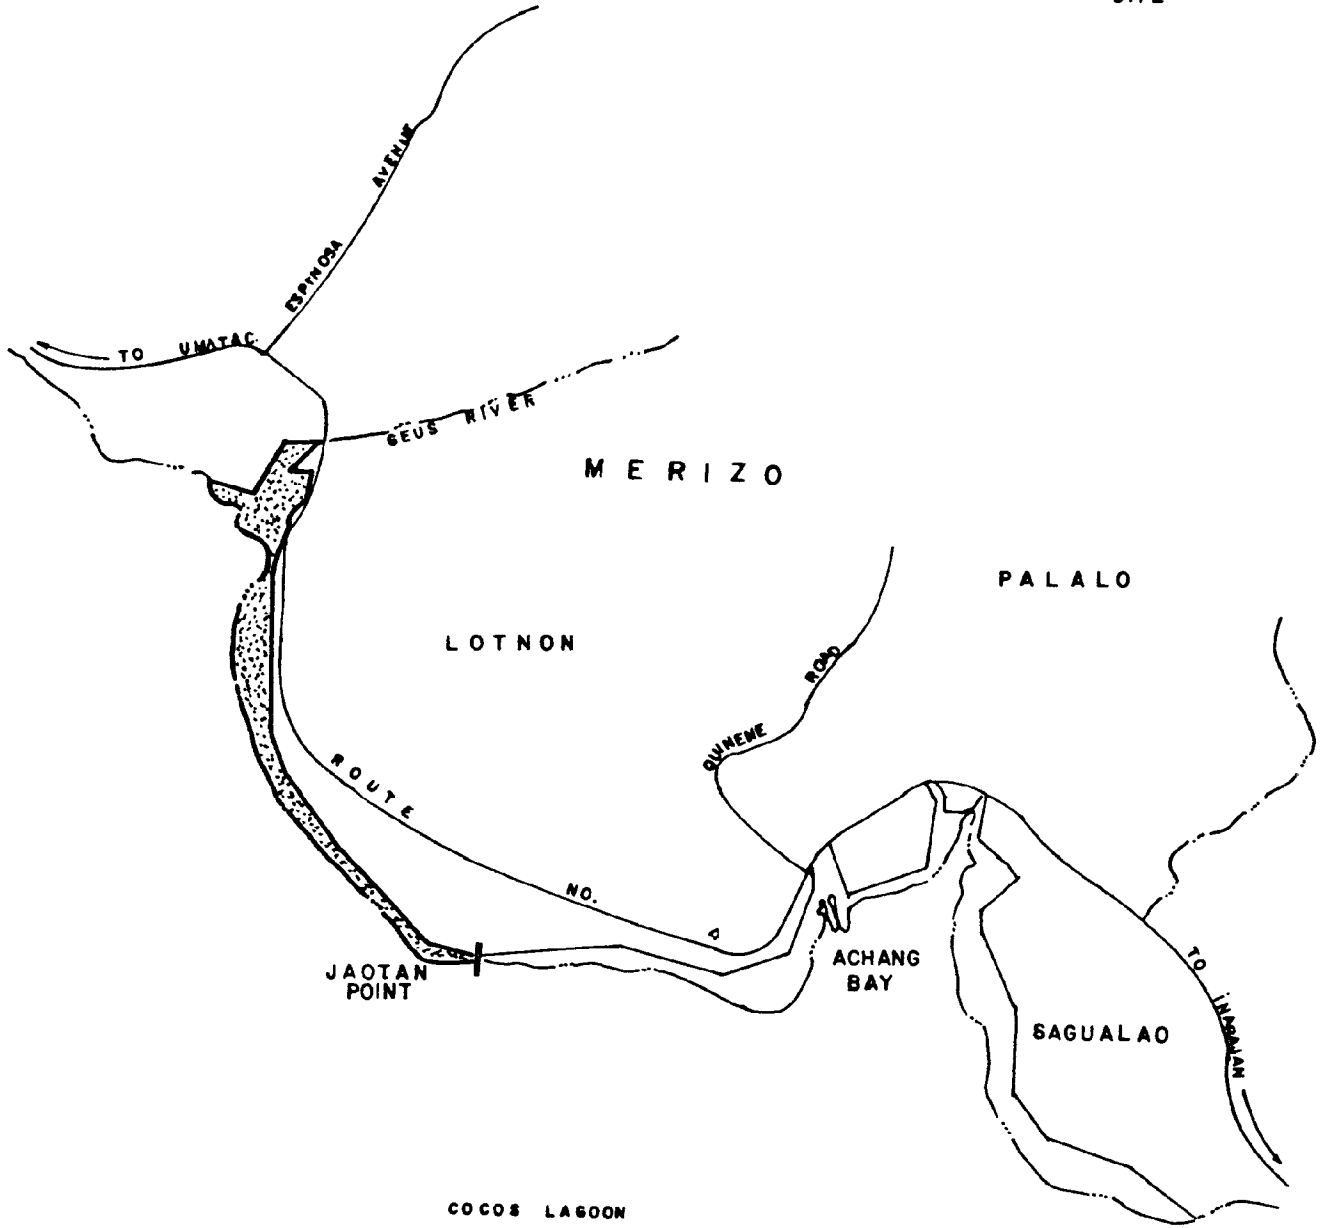 ESPINOSA AVENUE
TO UMATAC
GEUS RIVER
MERIZO
PALALO
LOTNON
QUINENE ROAD
ROUTE NO. 4
JAOTAN
POINT
ACHANG
BAY
TO INARAJAN
SAGUALAO
COCOS LAGOON